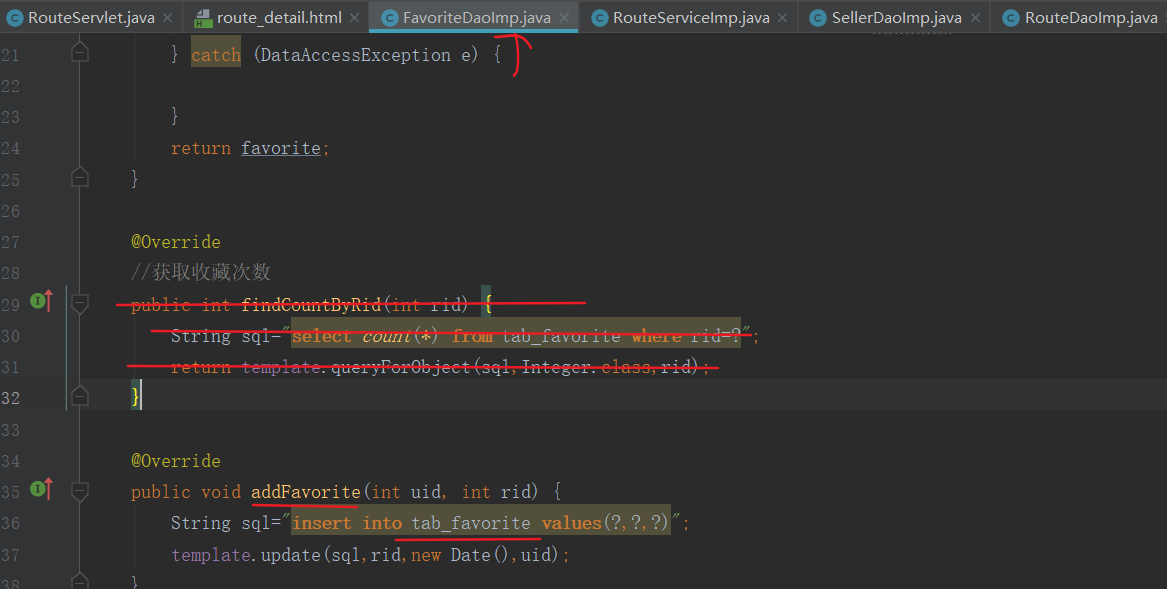 RouteServlet.java × route_detail.html × FavoriteDaoImp.java × RouteServiceImp.java × SellerDaoImp.java × RouteDaoImp.java
21 } catch (DataAccessException e) {
22
23 }
24 return favorite;
25 }
26
27 @Override
28 //获取收藏次数
29 public int findCountByRid(int rid) {
30 String sql="select count(*) from tab_favorite where rid=?";
31 return template.queryForObject(sql,Integer.class,rid);
32 }
33
34 @Override
35 public void addFavorite(int uid, int rid) {
36 String sql="insert into tab_favorite values(?,?,?)";
37 template.update(sql,rid,new Date(),uid);
38 }